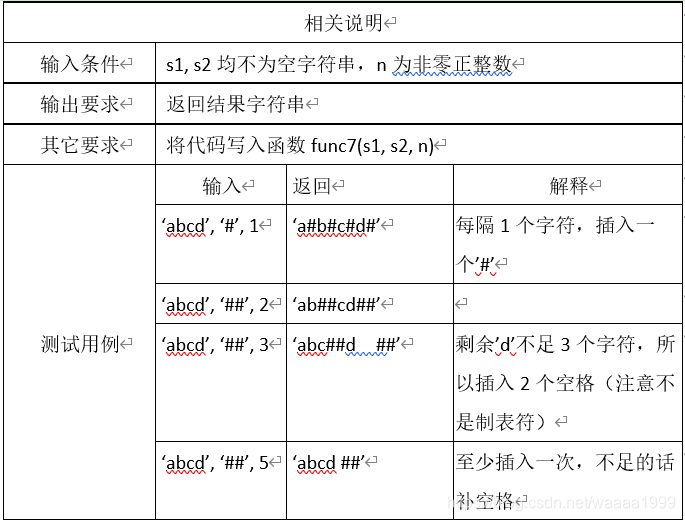 相关说明↵
输入条件↵ s1, s2 均不为空字符串，n 为非零正整数↵
输出要求↵ 返回结果字符串↵
其它要求↵ 将代码写入函数 func7(s1, s2, n)↵
测试用例↵ 输入↵ 返回↵ 解释↵
‘abcd’, ‘#’, 1↵ ‘a#b#c#d#’↵ 每隔 1 个字符，插入一
个’#’↵
‘abcd’, ‘##’, 2↵ ‘ab##cd##’↵ ↵
‘abcd’, ‘##’, 3↵ ‘abc##d  ##’↵ 剩余’d’不足 3 个字符，所
以插入 2 个空格（注意不
是制表符）↵
‘abcd’, ‘##’, 5↵ ‘abcd ##’↵ 至少插入一次，不足的话
补空格↵
csdn.net/waaaa1999